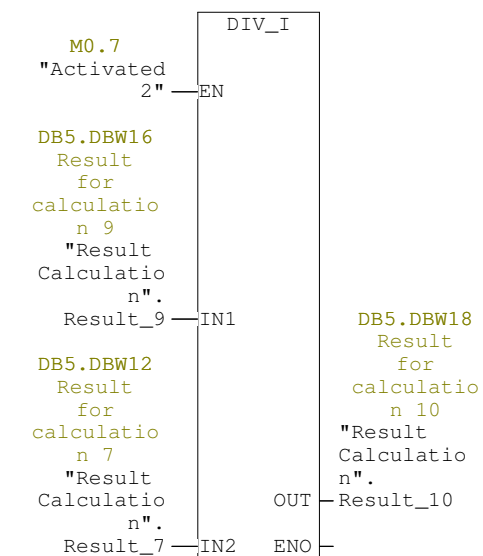 DIV_I
M0.7
"Activated
2"
EN
DB5.DBW16
Result
for
calculatio
n 9
"Result
Calculatio
n".
Result_9
IN1
DB5.DBW12
Result
for
calculatio
n 7
"Result
Calculatio
n".
Result_7
IN2
DB5.DBW18
Result
for
calculatio
n 10
"Result
Calculatio
n".
OUT
Result_10
ENO